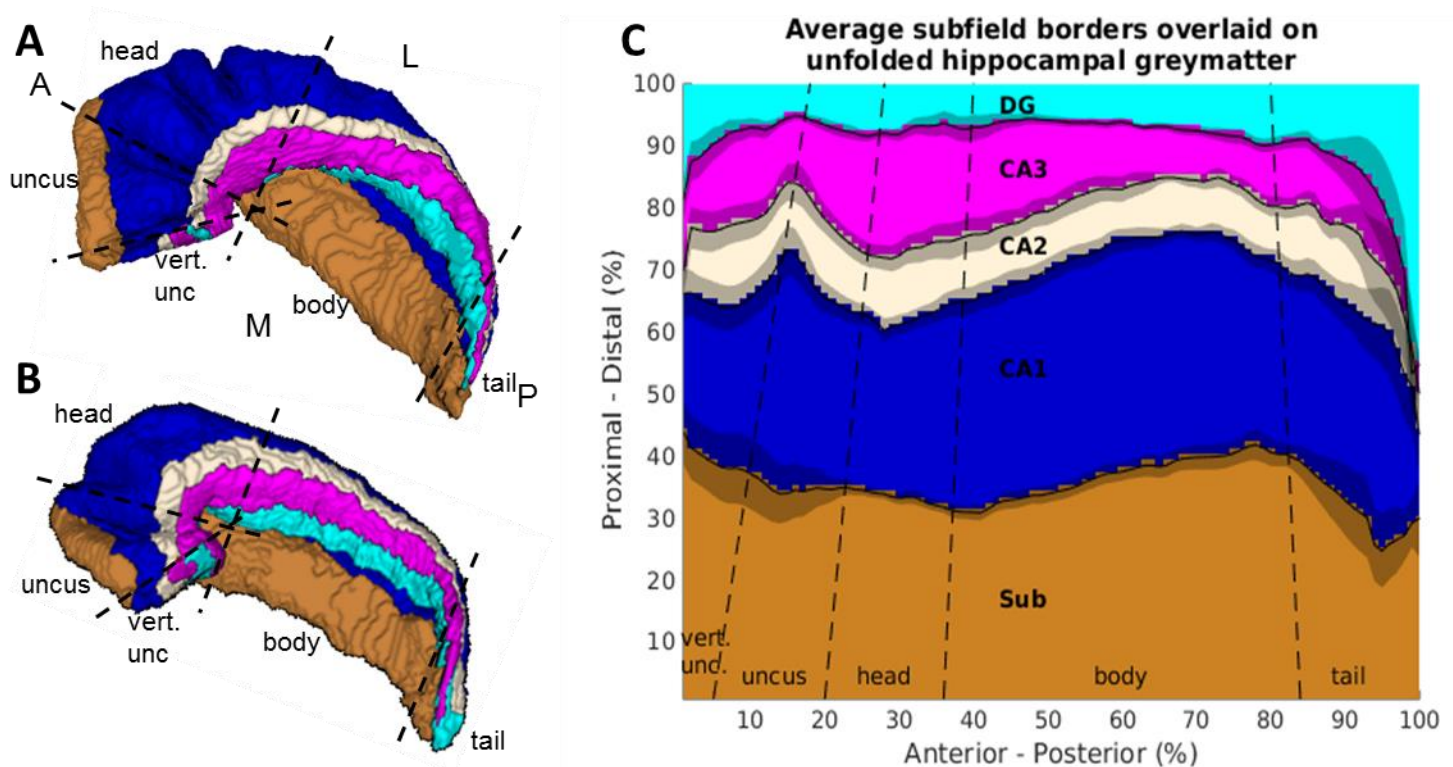 A
head
L
A
uncus
vert.
unc
body
M
tail
P
B
head
uncus
vert.
unc
body
tail
C
Average subfield borders overlaid on
unfolded hippocampal greymatter
Proximal - Distal (%)
100
90
80
70
60
50
40
30
20
10
DG
CA3
CA2
CA1
Sub
vert.
unc.
uncus
head
body
tail
10 20 30 40 50 60 70 80 90 100
Anterior - Posterior (%)